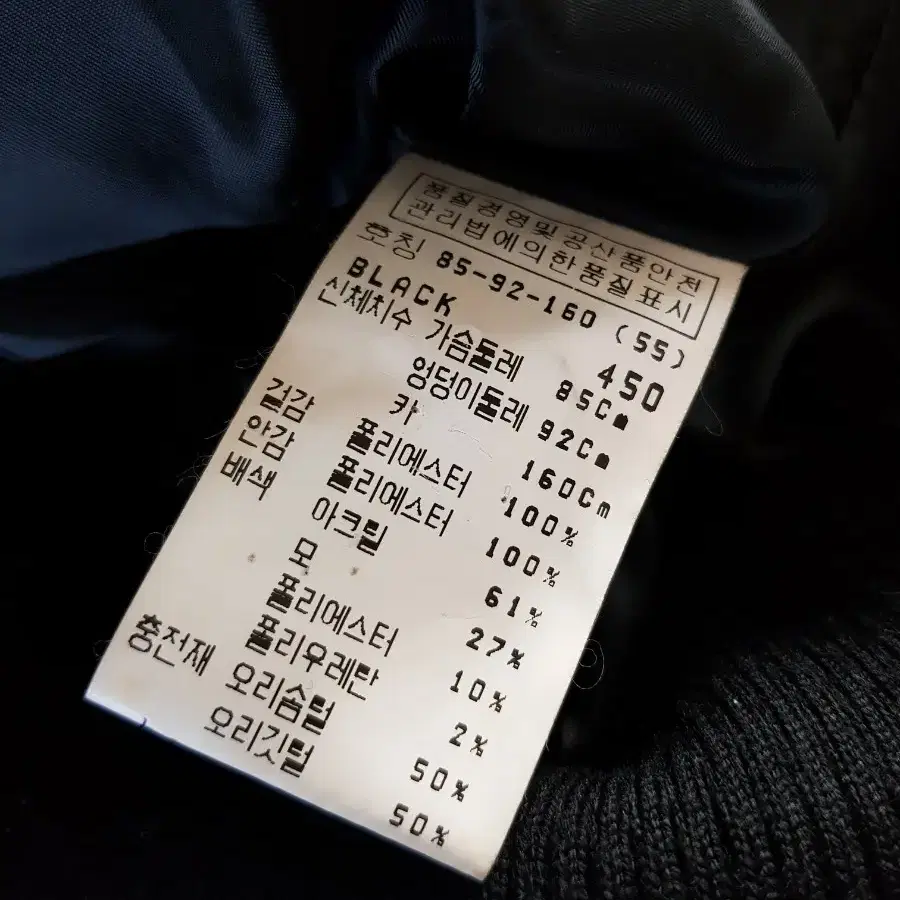 품질경영및공산품안전
관리법에의한품질표시
호칭 85-92-160 (55)
BLACK 450
신체치수 가슴둘레 85Cm
엉덩이둘레 92Cm
키 160Cm
겉감 폴리에스터 100%
안감 폴리에스터 100%
배색 아크릴 61%
모 27%
폴리에스터 10%
폴리우레탄 2%
충전재 오리솜털 50%
오리깃털 50%